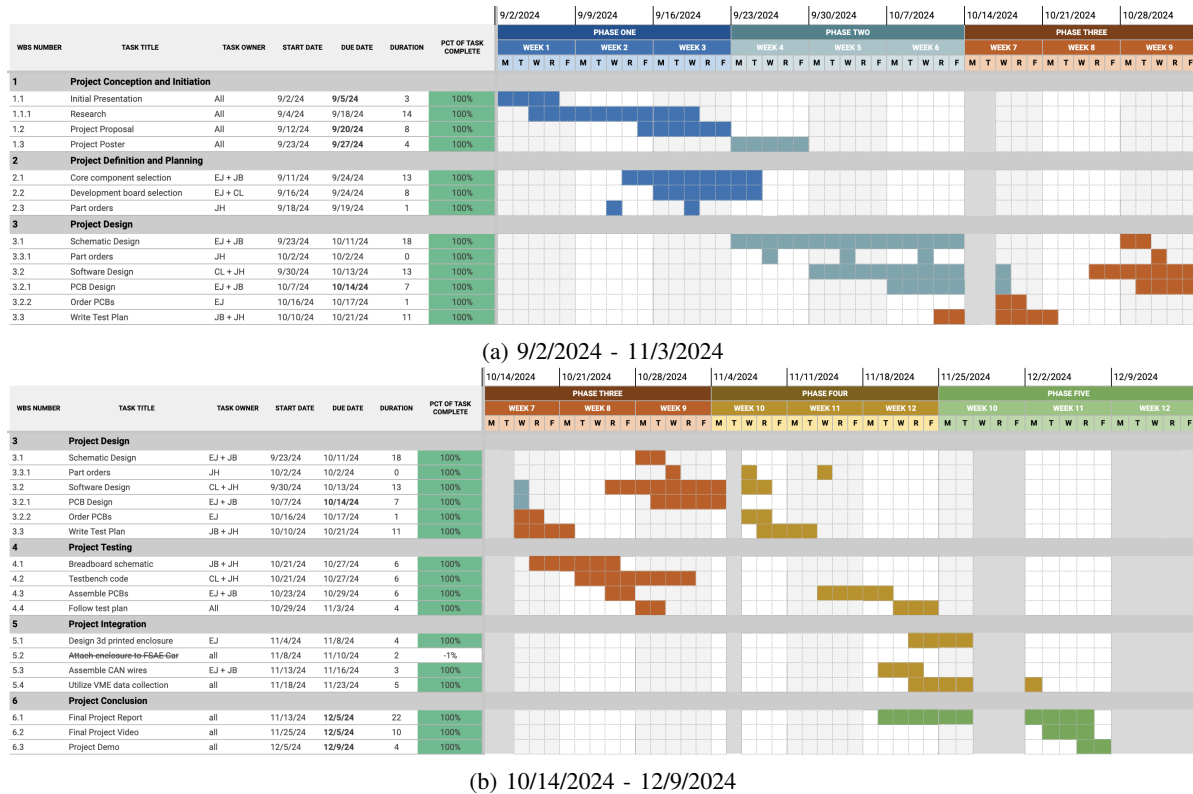 9/2/2024 9/9/2024 9/16/2024 9/23/2024 9/30/2024 10/7/2024 10/14/2024 10/21/2024 10/28/2024
WBS NUMBER TASK TITLE TASK OWNER START DATE DUE DATE DURATION PCT OF TASK COMPLETE PHASE ONE PHASE TWO PHASE THREE
WEEK 1 WEEK 2 WEEK 3 WEEK 4 WEEK 5 WEEK 6 WEEK 7 WEEK 8 WEEK 9
M T W R F M T W R F M T W R F M T W R F M T W R F M T W R F M T W R F M T W R F M T W R F
1 Project Conception and Initiation
1.1 Initial Presentation All 9/2/24 9/5/24 3 100%
1.1.1 Research All 9/4/24 9/18/24 14 100%
1.2 Project Proposal All 9/12/24 9/20/24 8 100%
1.3 Project Poster All 9/23/24 9/27/24 4 100%
2 Project Definition and Planning
2.1 Core component selection EJ + JB 9/11/24 9/24/24 13 100%
2.2 Development board selection EJ + CL 9/16/24 9/24/24 8 100%
2.3 Part orders JH 9/18/24 9/19/24 1 100%
3 Project Design
3.1 Schematic Design EJ + JB 9/23/24 10/11/24 18 100%
3.3.1 Part orders JH 10/2/24 10/2/24 0 100%
3.2 Software Design CL + JH 9/30/24 10/13/24 13 100%
3.2.1 PCB Design EJ + JB 10/7/24 10/14/24 7 100%
3.2.2 Order PCBs EJ 10/16/24 10/17/24 1 100%
3.3 Write Test Plan JB + JH 10/10/24 10/21/24 11 100%
(a) 9/2/2024 - 11/3/2024
10/14/2024 10/21/2024 10/28/2024 11/4/2024 11/11/2024 11/18/2024 11/25/2024 12/2/2024 12/9/2024
WBS NUMBER TASK TITLE TASK OWNER START DATE DUE DATE DURATION PCT OF TASK COMPLETE PHASE THREE PHASE FOUR PHASE FIVE
WEEK 7 WEEK 8 WEEK 9 WEEK 10 WEEK 11 WEEK 12 WEEK 10 WEEK 11 WEEK 12
M T W R F M T W R F M T W R F M T W R F M T W R F M T W R F M T W R F M T W R F M T W R F
3 Project Design
3.1 Schematic Design EJ + JB 9/23/24 10/11/24 18 100%
3.3.1 Part orders JH 10/2/24 10/2/24 0 100%
3.2 Software Design CL + JH 9/30/24 10/13/24 13 100%
3.2.1 PCB Design EJ + JB 10/7/24 10/14/24 7 100%
3.2.2 Order PCBs EJ 10/16/24 10/17/24 1 100%
3.3 Write Test Plan JB + JH 10/10/24 10/21/24 11 100%
4 Project Testing
4.1 Breadboard schematic JB + JH 10/21/24 10/27/24 6 100%
4.2 Testbench code CL + JH 10/21/24 10/27/24 6 100%
4.3 Assemble PCBs EJ + JB 10/23/24 10/29/24 6 100%
4.4 Follow test plan All 10/29/24 11/3/24 4 100%
5 Project Integration
5.1 Design 3d printed enclosure EJ 11/4/24 11/8/24 4 100%
5.2 Attach enclosure to FSAE Car all 11/8/24 11/10/24 2 -1%
5.3 Assemble CAN wires EJ + JB 11/13/24 11/16/24 3 100%
5.4 Utilize VME data collection all 11/18/24 11/23/24 5 100%
6 Project Conclusion
6.1 Final Project Report all 11/13/24 12/5/24 22 100%
6.2 Final Project Video all 11/25/24 12/5/24 10 100%
6.3 Project Demo all 12/5/24 12/9/24 4 100%
(b) 10/14/2024 - 12/9/2024